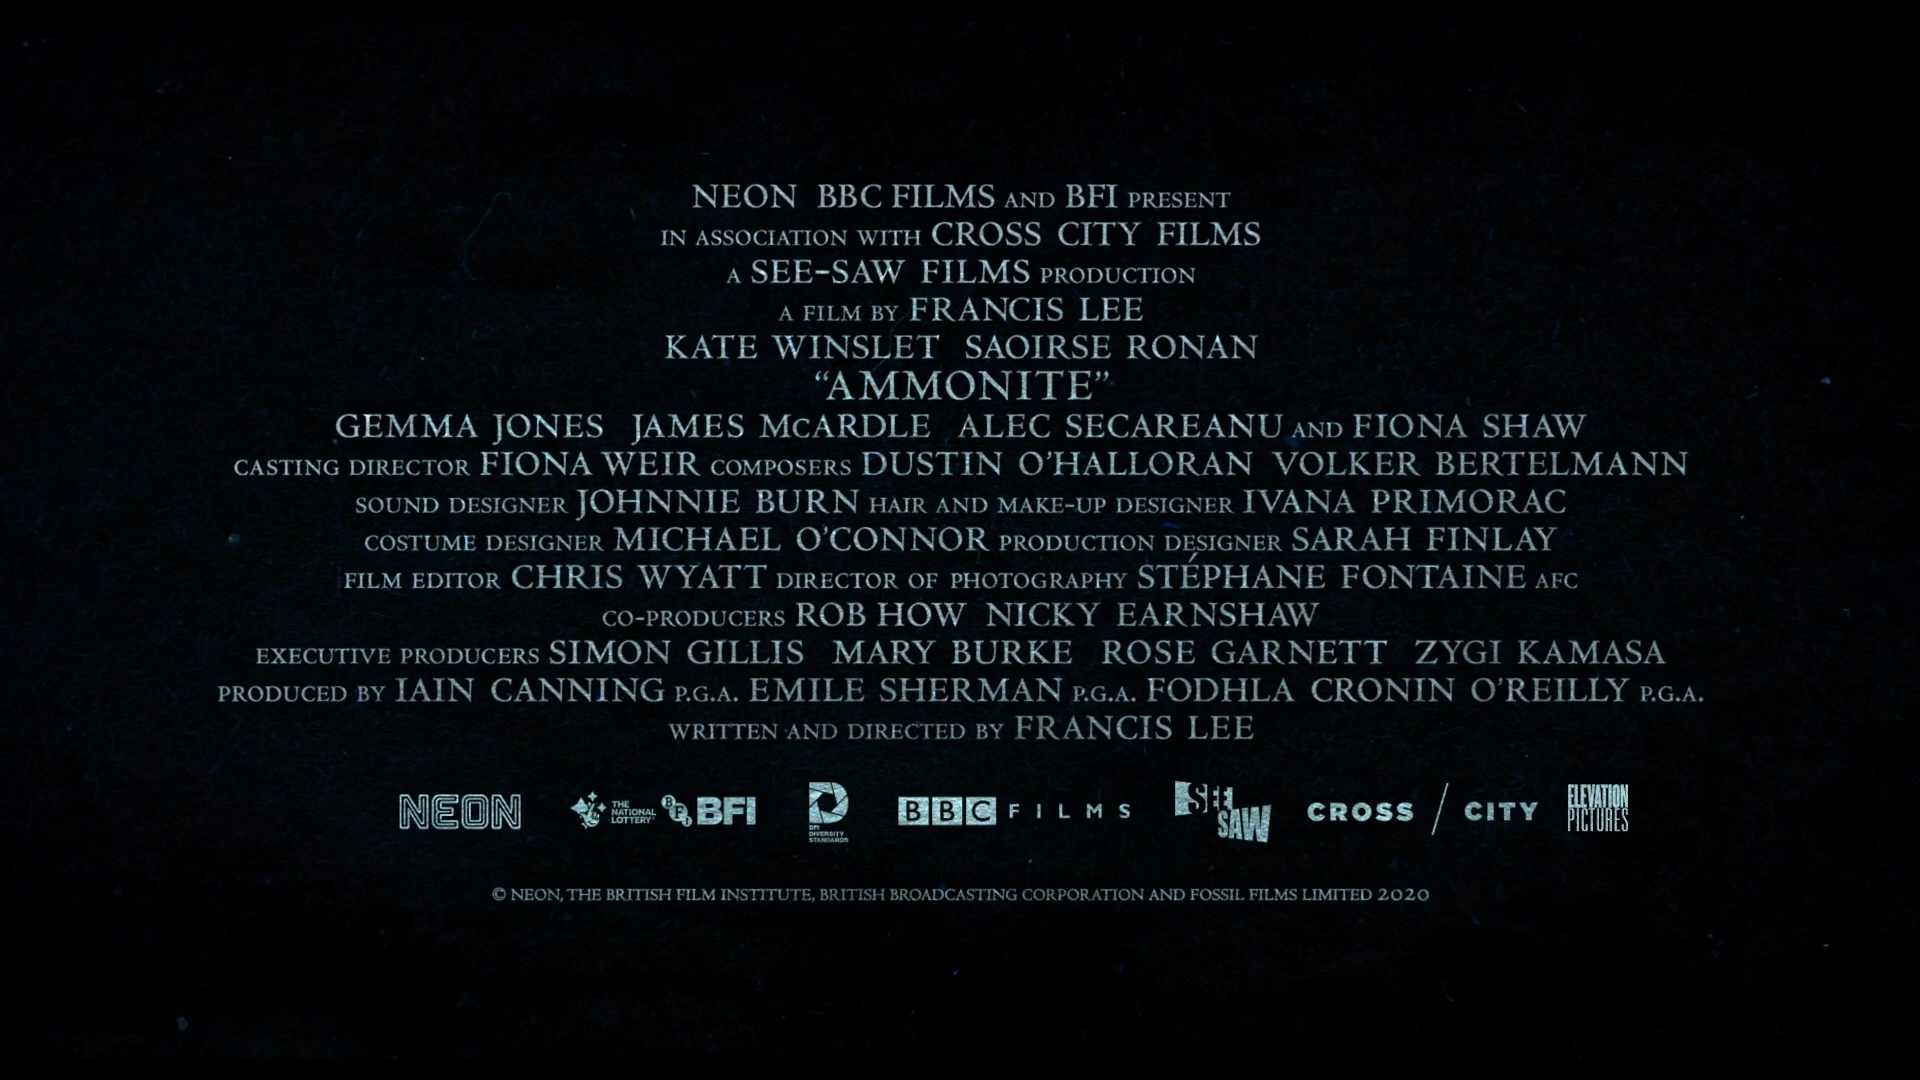 NEON BBC FILMS AND BFI PRESENT
IN ASSOCIATION WITH CROSS CITY FILMS
A SEE-SAW FILMS PRODUCTION
A FILM BY FRANCIS LEE
KATE WINSLET SAOIRSE RONAN
“AMMONITE”
GEMMA JONES JAMES McARDLE ALEC SECAREANU AND FIONA SHAW
CASTING DIRECTOR FIONA WEIR COMPOSERS DUSTIN O’HALLORAN VOLKER BERTELMANN
SOUND DESIGNER JOHNNIE BURN HAIR AND MAKE-UP DESIGNER IVANA PRIMORAC
COSTUME DESIGNER MICHAEL O’CONNOR PRODUCTION DESIGNER SARAH FINLAY
FILM EDITOR CHRIS WYATT DIRECTOR OF PHOTOGRAPHY STÉPHANE FONTAINE AFC
CO-PRODUCERS ROB HOW NICKY EARNSHAW
EXECUTIVE PRODUCERS SIMON GILLIS MARY BURKE ROSE GARNETT ZYGI KAMASA
PRODUCED BY IAIN CANNING P.G.A. EMILE SHERMAN P.G.A. FODHLA CRONIN O’REILLY P.G.A.
WRITTEN AND DIRECTED BY FRANCIS LEE
NEON
THE
NATIONAL
LOTTERY
BFI BFI
D
BFI
DIVERSITY
STANDARDS
BBC FILMS
SEE
SAW
CROSS / CITY
ELEVATION
PICTURES
© NEON, THE BRITISH FILM INSTITUTE, BRITISH BROADCASTING CORPORATION AND FOSSIL FILMS LIMITED 2020